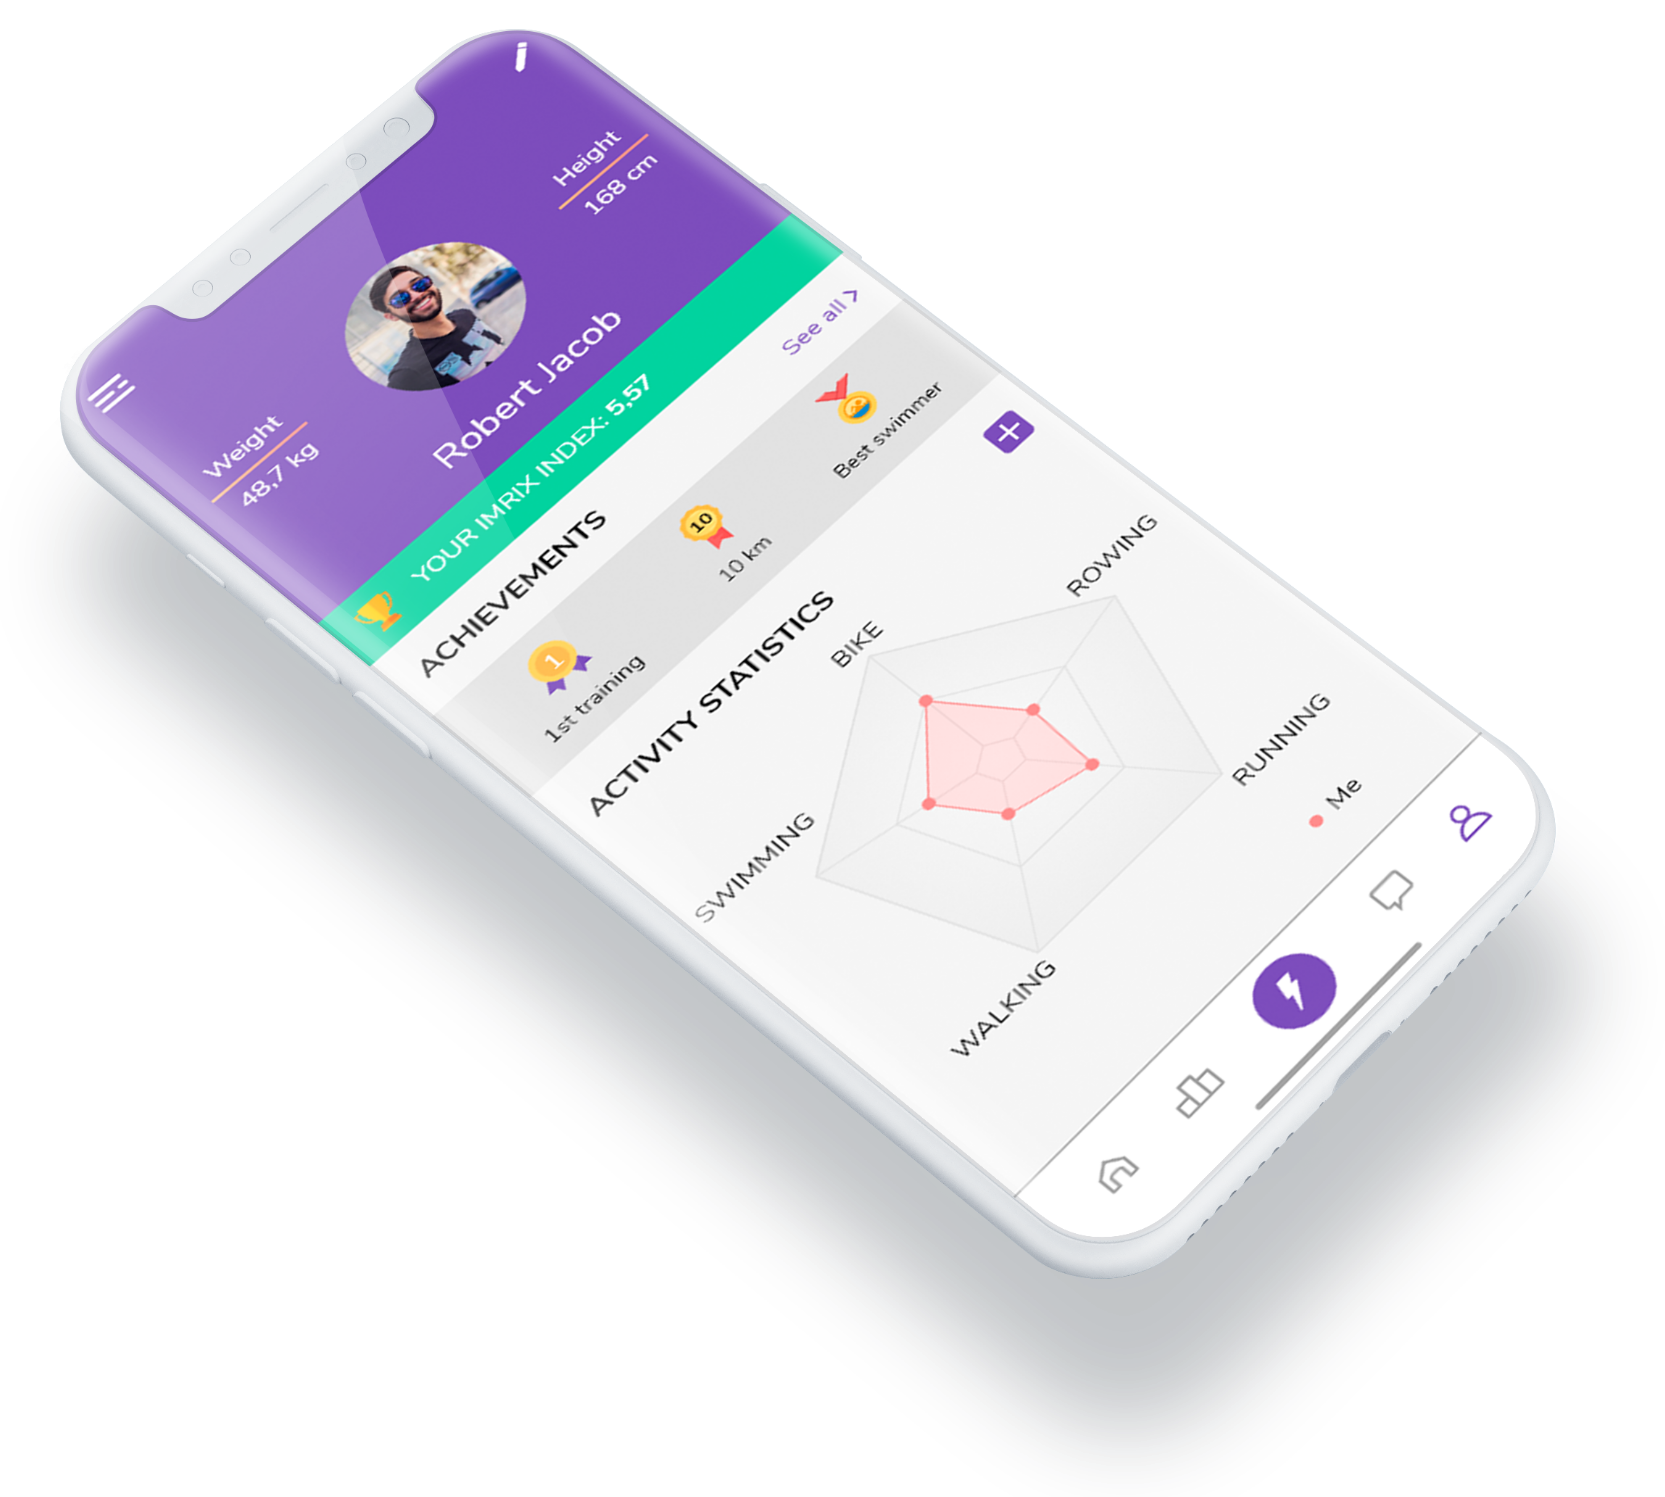 Weight
48,7 kg
Height
168 cm
Robert Jacob
YOUR IMRIX INDEX: 5,57
ACHIEVEMENTS
See all
1
1st training
10
10 km
Best swimmer
ACTIVITY STATISTICS
BIKE
ROWING
SWIMMING
RUNNING
WALKING
Me